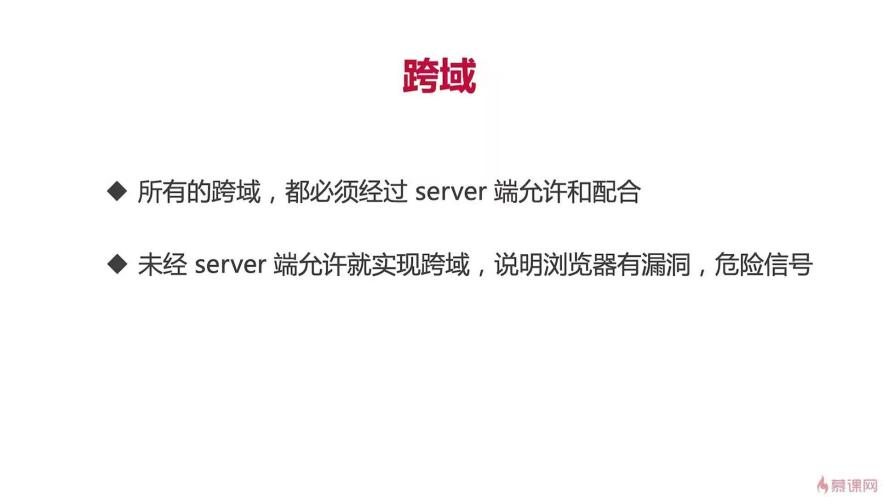 跨域
◆ 所有的跨域，都必须经过 server 端允许和配合
◆ 未经 server 端允许就实现跨域，说明浏览器有漏洞，危险信号
慕课网